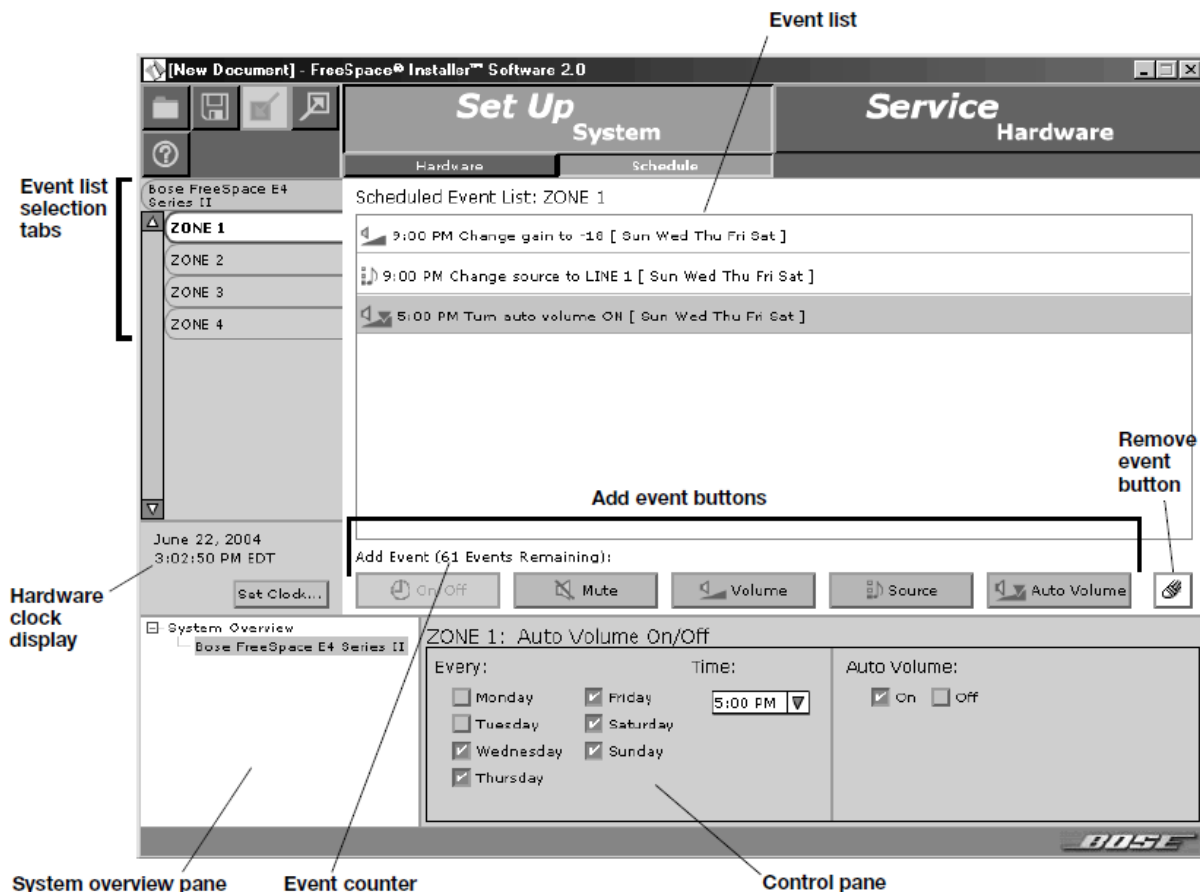 Event list
[New Document] - FreeSpace® Installer™ Software 2.0
Set Up
System
Service
Hardware
Hardware
Schedule
Event list
selection
tabs
Bose FreeSpace E4
Series II
ZONE 1
ZONE 2
ZONE 3
ZONE 4
Scheduled Event List: ZONE 1
9:00 PM Change gain to -18 [ Sun Wed Thu Fri Sat ]
9:00 PM Change source to LINE 1 [ Sun Wed Thu Fri Sat ]
5:00 PM Turn auto volume ON [ Sun Wed Thu Fri Sat ]
Remove
event
button
Add event buttons
June 22, 2004
3:02:50 PM EDT
Set Clock...
Hardware
clock
display
Add Event (61 Events Remaining):
On/Off
Mute
Volume
Source
Auto Volume
System Overview
Bose FreeSpace E4 Series II
ZONE 1: Auto Volume On/Off
Every:
Time:
Auto Volume:
Monday
Friday
5:00 PM
On
Off
Tuesday
Saturday
Wednesday
Sunday
Thursday
BOSE
System overview pane
Event counter
Control pane